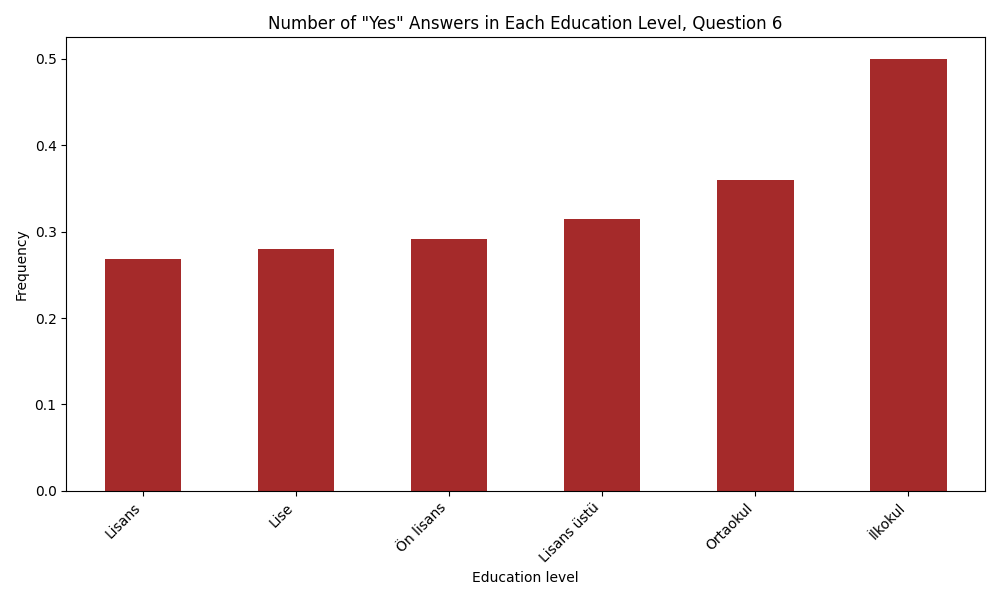 Number of "Yes" Answers in Each Education Level, Question 6
Frequency
0.5
0.4
0.3
0.2
0.1
0.0
Lisans
Lise
Ön lisans
Lisans üstü
Ortaokul
İlkokul
Education level